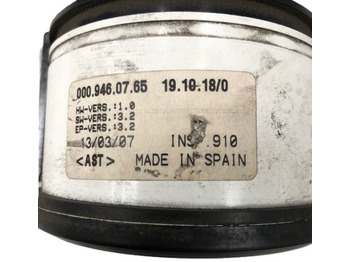 000.946.07.65 19.10.18/0
HW-VERS.:1.0
SW-VERS.:3.2
EP-VERS.:3.2
13/03/07 .910
<AST> MADE IN SPAIN